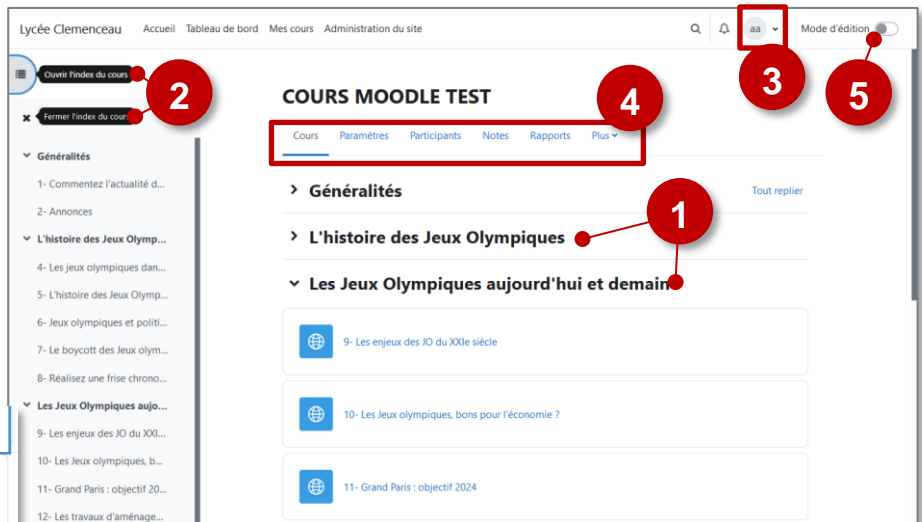 Lycée Clemenceau Accueil Tableau de bord Mes cours Administration du site aa Mode d'édition
3
5
Ouvrir l'index du cours
2
Fermer l'index du cours
Généralités
1- Commentez l'actualité d...
2- Annonces
L'histoire des Jeux Olymp...
4- Les jeux olympiques dan...
5- L'histoire des Jeux Olymp...
6- Jeux olympiques et politi...
7- Le boycott des Jeux olym...
8- Réalisez une frise chrono...
Les Jeux Olympiques aujo...
9- Les enjeux des JO du XXI...
10- Les Jeux olympiques, b...
11- Grand Paris : objectif 20...
12- Les travaux d'aménage...
COURS MOODLE TEST
4
Cours Paramètres Participants Notes Rapports Plus
Généralités Tout replier
1
L'histoire des Jeux Olympiques
Les Jeux Olympiques aujourd'hui et demain
9- Les enjeux des JO du XXIe siècle
10- Les Jeux olympiques, bons pour l'économie ?
11- Grand Paris : objectif 2024